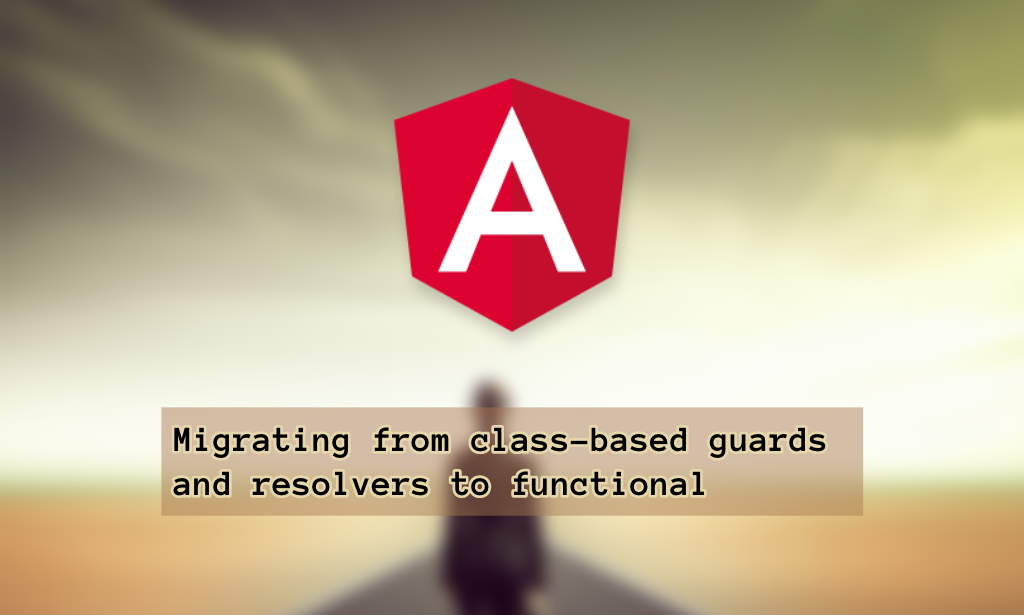 Migrating from class-based guards
and resolvers to functional